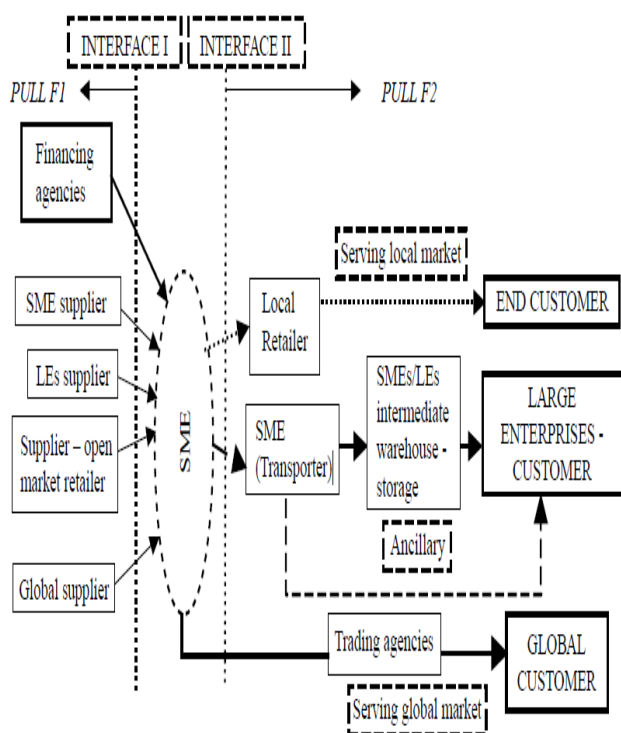 INTERFACE I
INTERFACE II
PULL F1
PULL F2
Financing
agencies
Serving local market
SME supplier
Local
Retailer
END CUSTOMER
LEs supplier
SMEs/LEs
intermediate
warehouse -
storage
LARGE
ENTERPRISES -
CUSTOMER
Supplier – open
market retailer
SME
SME
(Transporter)
Ancillary
Global supplier
Trading agencies
GLOBAL
CUSTOMER
Serving global market